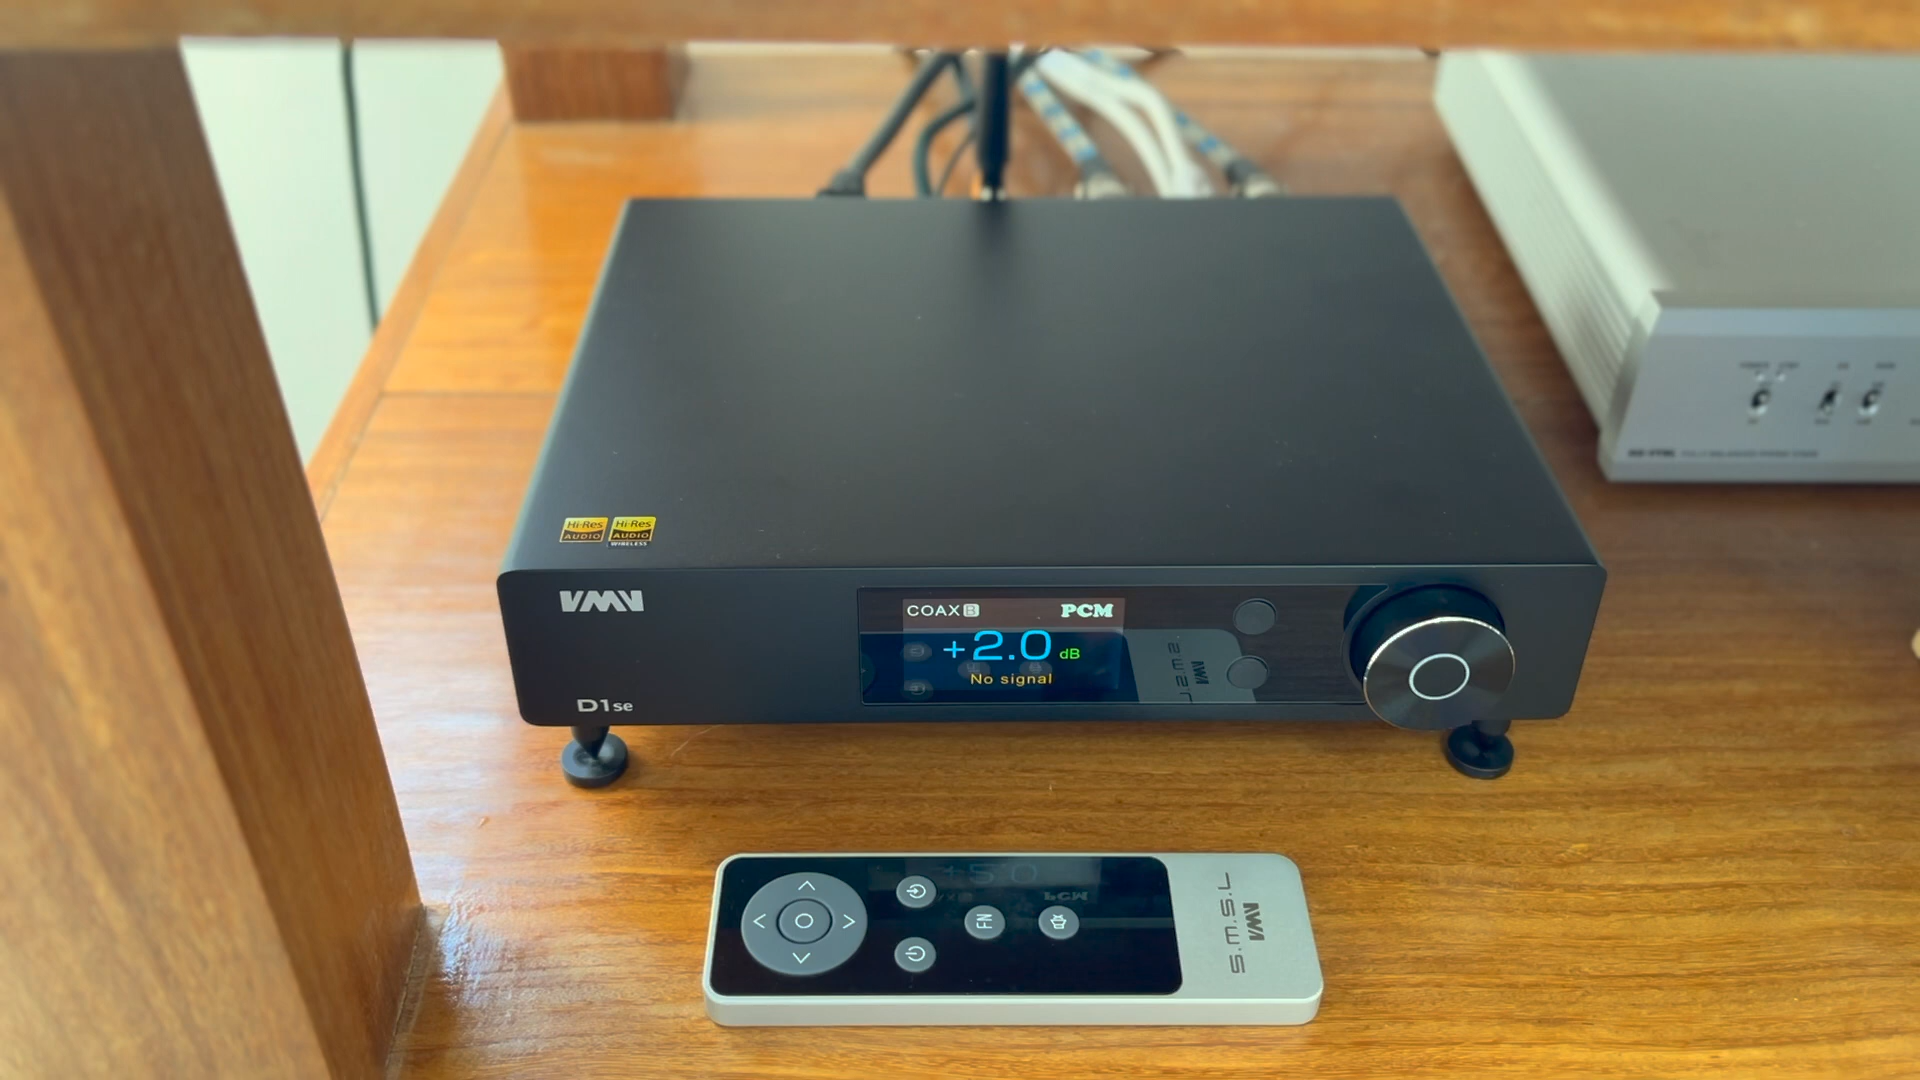 Hi-Res AUDIO
Hi-Res AUDIO WIRELESS
VMV
COAX B PCM
+2.0 dB
No signal
D1se
FN
S.M.S.L
VMV